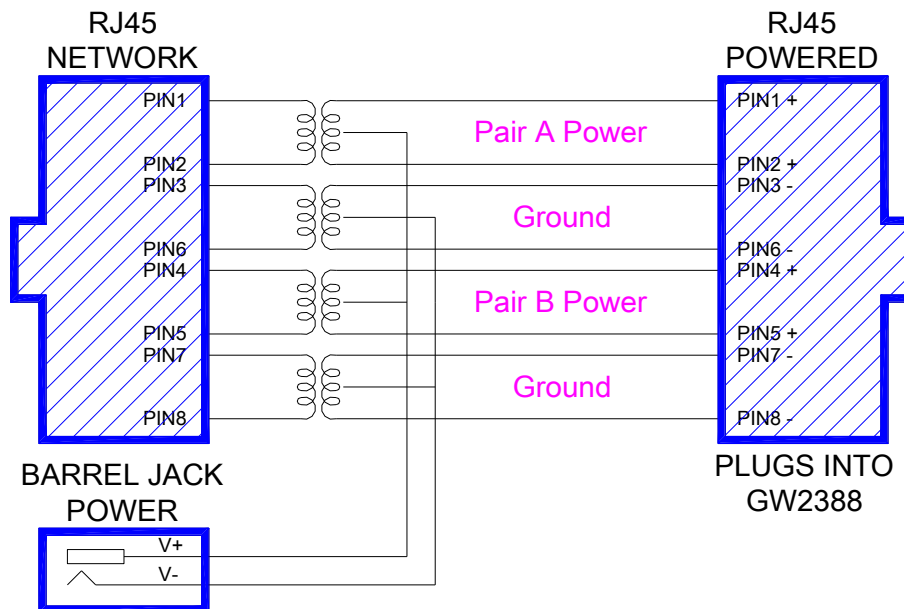 RJ45
NETWORK
RJ45
POWERED
PIN1
PIN2
PIN3
PIN6
PIN4
PIN5
PIN7
PIN8
Pair A Power
Ground
Pair B Power
Ground
PIN1 +
PIN2 +
PIN3 -
PIN6 -
PIN4 +
PIN5 +
PIN7 -
PIN8 -
BARREL JACK
POWER
V+
V-
PLUGS INTO
GW2388